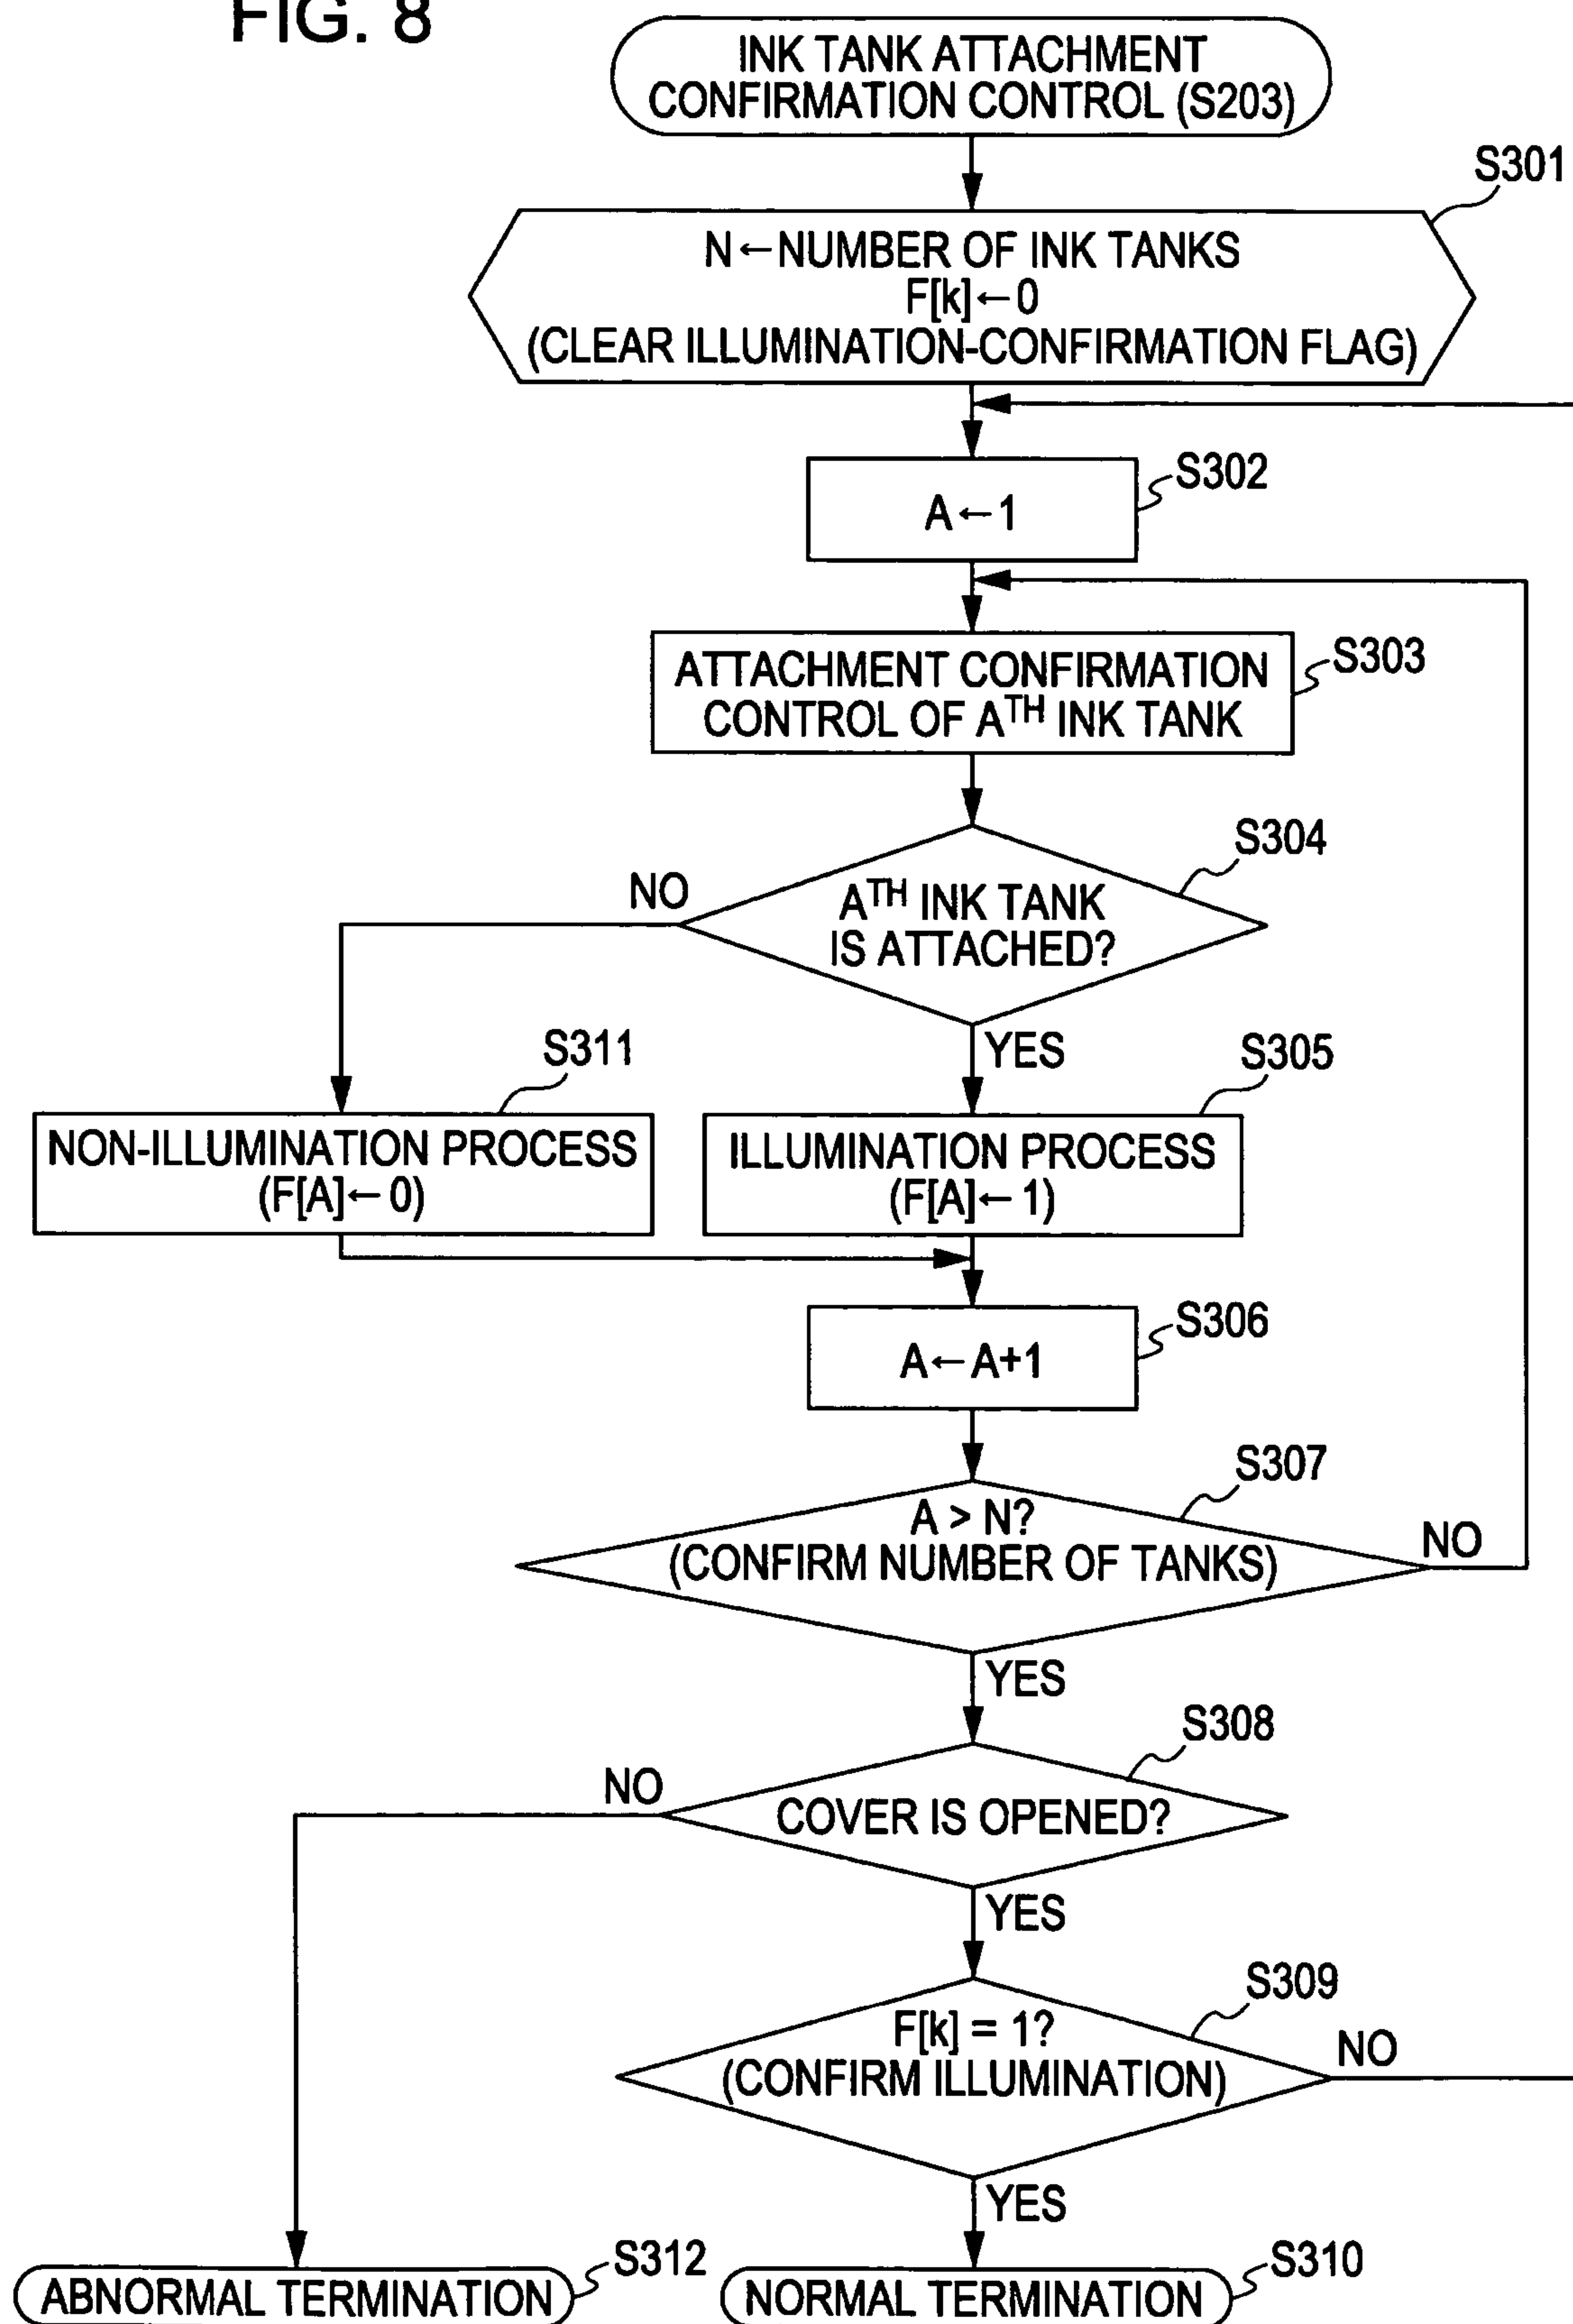 FIG. 8
INK TANK ATTACHMENT
CONFIRMATION CONTROL (S203)
S301
N←NUMBER OF INK TANKS
F[k]←0
(CLEAR ILLUMINATION-CONFIRMATION FLAG)
S302
A←1
S303
ATTACHMENT CONFIRMATION
CONTROL OF ATH INK TANK
S304
NO
ATH INK TANK
IS ATTACHED?
YES
S311
S305
NON-ILLUMINATION PROCESS
(F[A]←0)
ILLUMINATION PROCESS
(F[A]←1)
S306
A←A+1
S307
A > N?
(CONFIRM NUMBER OF TANKS)
NO
YES
S308
NO
COVER IS OPENED?
YES
S309
F[k] = 1?
(CONFIRM ILLUMINATION)
NO
YES
S312
S310
ABNORMAL TERMINATION
NORMAL TERMINATION